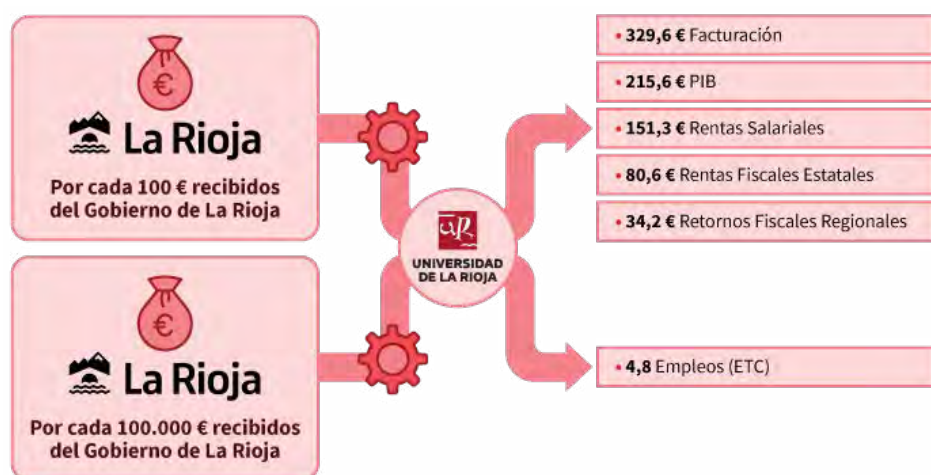 €
La Rioja
Por cada 100 € recibidos
del Gobierno de La Rioja
€
La Rioja
Por cada 100.000 € recibidos
del Gobierno de La Rioja
UR
UNIVERSIDAD
DE LA RIOJA
• 329,6 € Facturación
• 215,6 € PIB
• 151,3 € Rentas Salariales
• 80,6 € Rentas Fiscales Estatales
• 34,2 € Retornos Fiscales Regionales
• 4,8 Empleos (ETC)